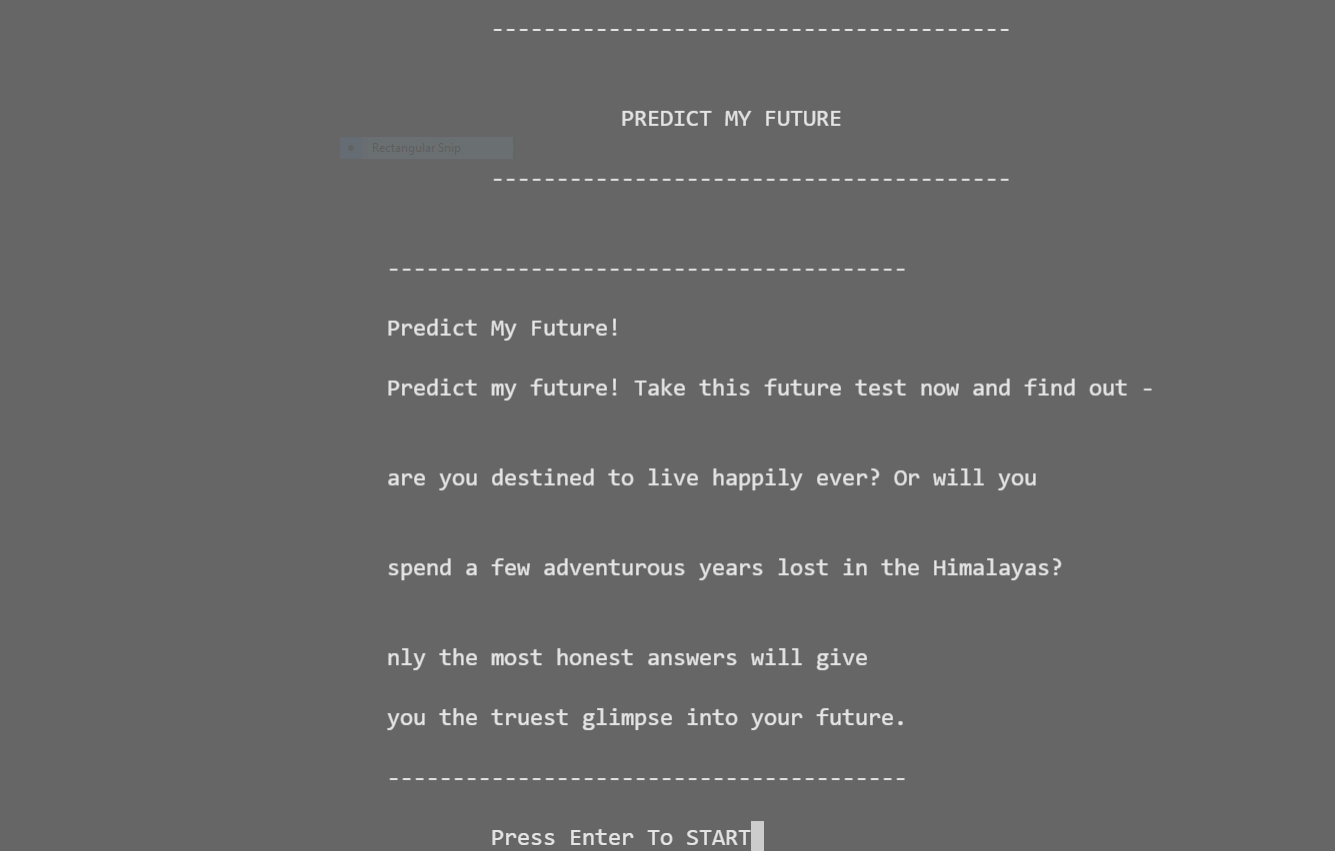 ----------------------------------------
PREDICT MY FUTURE
Rectangular Snip
----------------------------------------
----------------------------------------
Predict My Future!
Predict my future! Take this future test now and find out -
are you destined to live happily ever? Or will you
spend a few adventurous years lost in the Himalayas?
nly the most honest answers will give
you the truest glimpse into your future.
----------------------------------------
Press Enter To START